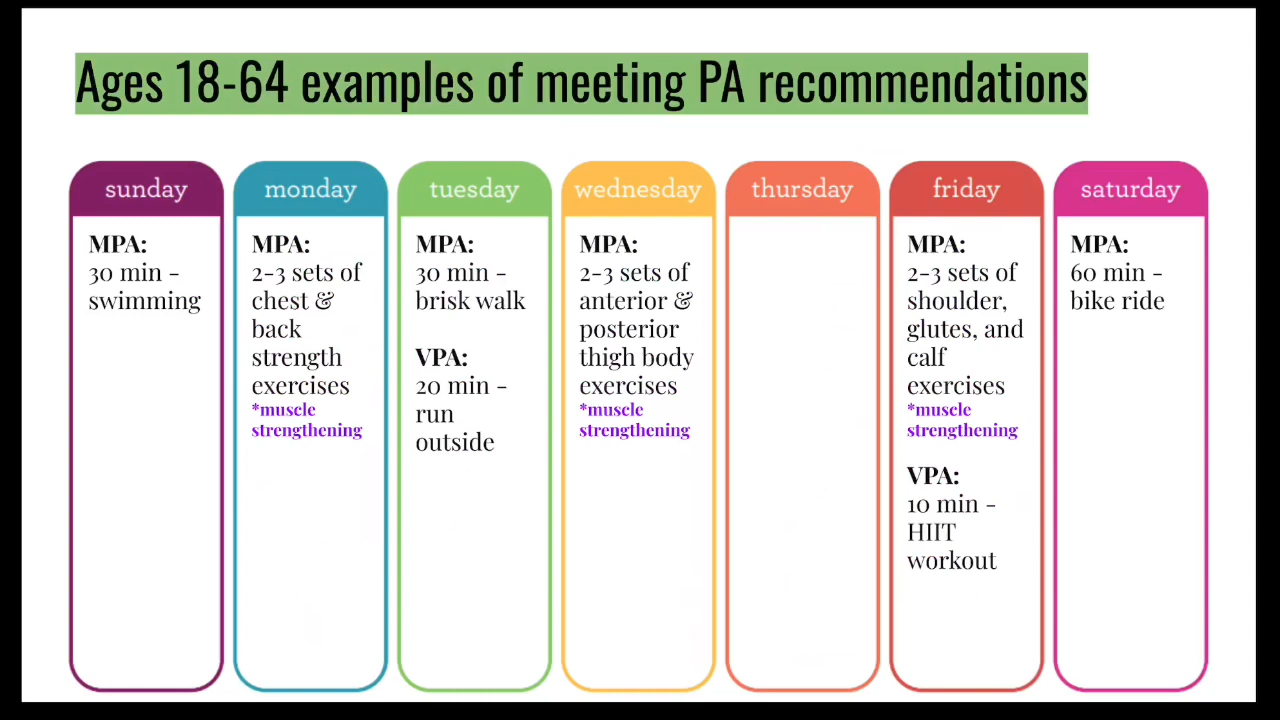 Ages 18-64 examples of meeting PA recommendations
sunday
MPA:
30 min -
swimming
monday
MPA:
2-3 sets of
chest &
back
strength
exercises
*muscle
strengthening
tuesday
MPA:
30 min -
brisk walk
VPA:
20 min -
run
outside
wednesday
MPA:
2-3 sets of
anterior &
posterior
thigh body
exercises
*muscle
strengthening
thursday
friday
MPA:
2-3 sets of
shoulder,
glutes, and
calf
exercises
*muscle
strengthening
VPA:
10 min -
HIIT
workout
saturday
MPA:
60 min -
bike ride